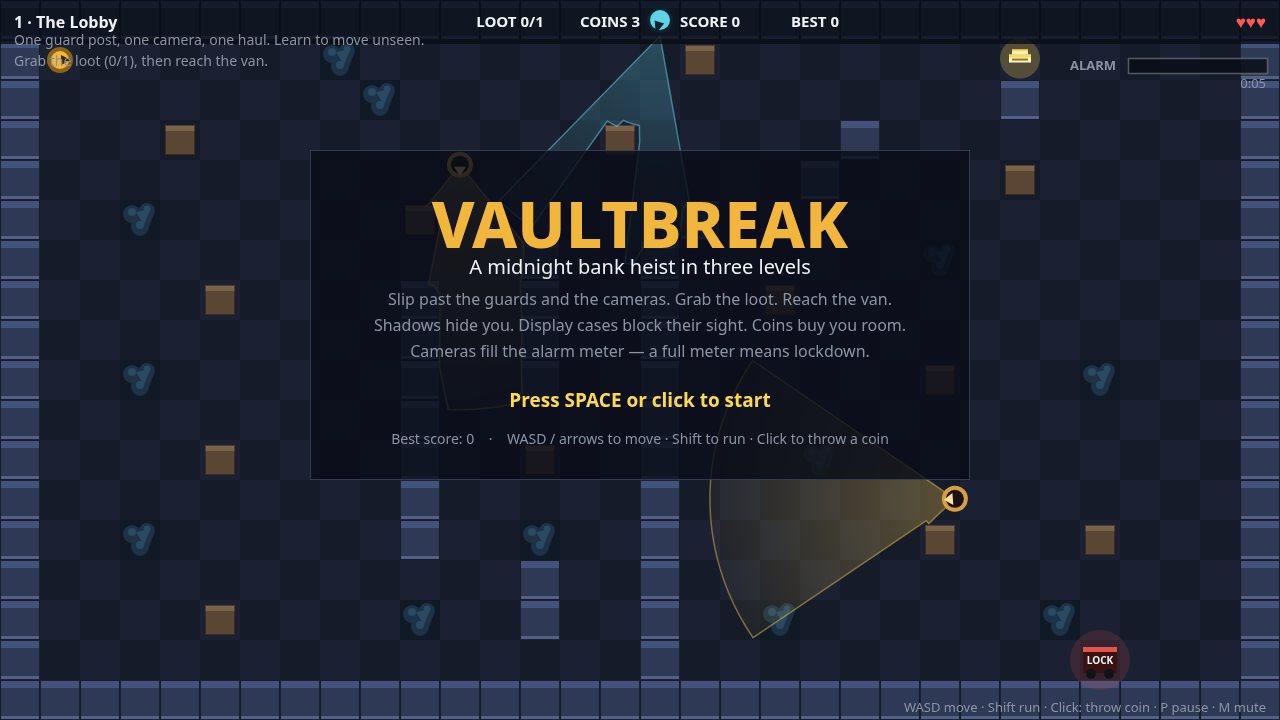 1 · The Lobby
LOOT 0/1
COINS 3
SCORE 0
BEST 0
♥♥♥
One guard post, one camera, one haul. Learn to move unseen.
Grab the loot (0/1), then reach the van.
ALARM
0:05
VAULTBREAK
A midnight bank heist in three levels
Slip past the guards and the cameras. Grab the loot. Reach the van.
Shadows hide you. Display cases block their sight. Coins buy you room.
Cameras fill the alarm meter — a full meter means lockdown.
Press SPACE or click to start
Best score: 0 · WASD / arrows to move · Shift to run · Click to throw a coin
LOCK
WASD move · Shift run · Click: throw coin · P pause · M mute